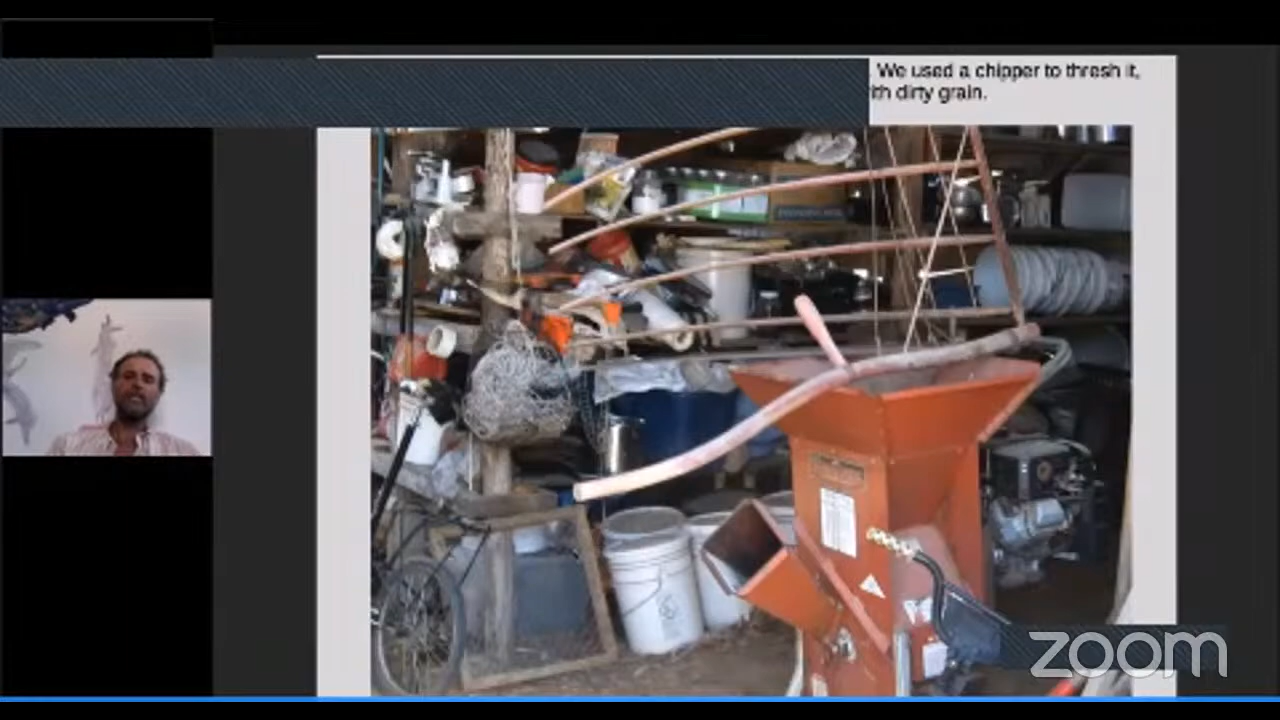 . We used a chipper to thresh it,
ith dirty grain.
zoom